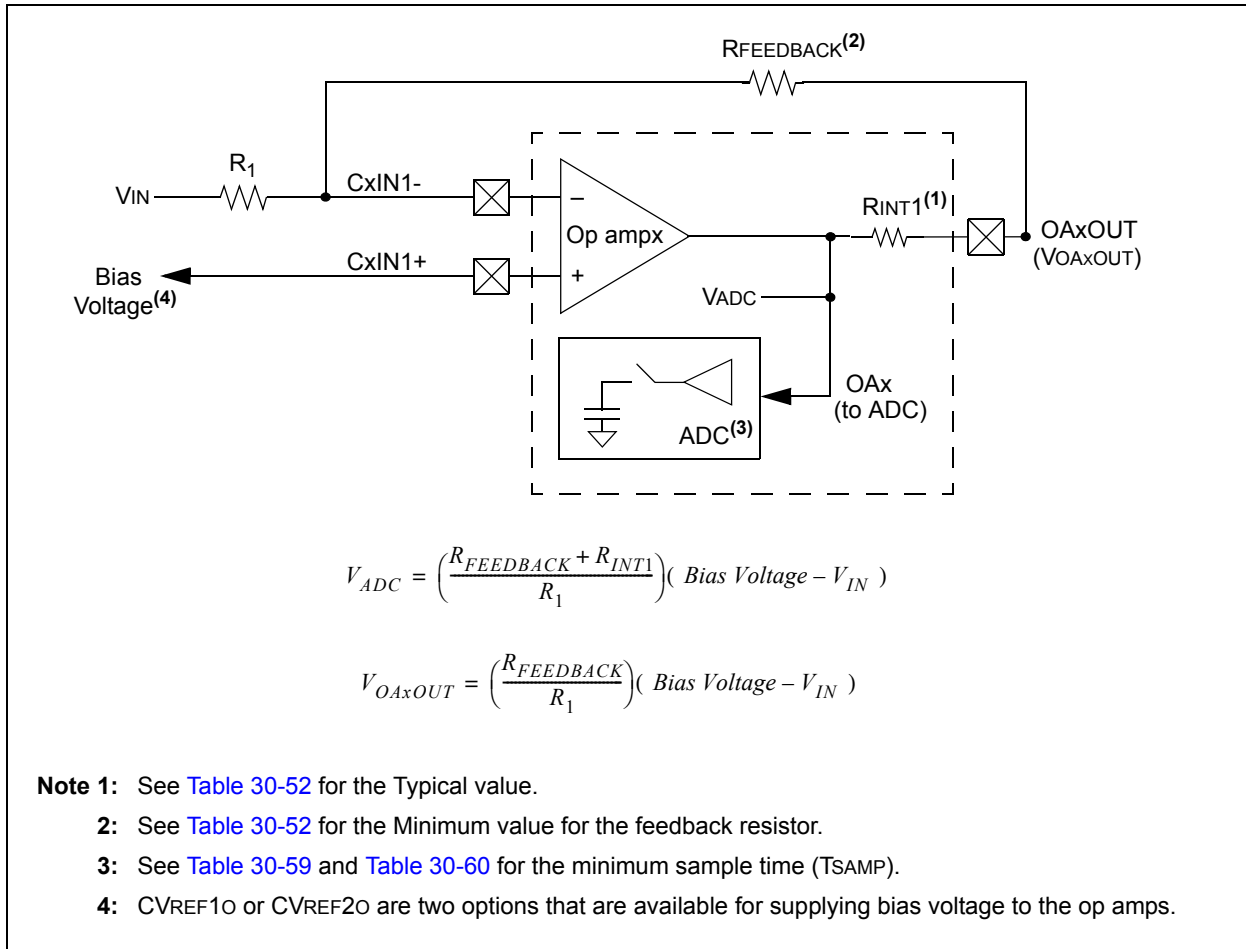 RFEEDBACK(2)
R1
VIN
CxIN1-
–
Op ampx
RINT1(1)
OAxOUT
(VOAXOUT)
Bias
Voltage(4)
CxIN1+
+
VADC
OAx
(to ADC)
ADC(3)
VADC = ((RFEEDBACK + RINT1) / R1)( Bias Voltage – VIN )
VOAxOUT = (RFEEDBACK / R1)( Bias Voltage – VIN )
Note 1: See Table 30-52 for the Typical value.
2: See Table 30-52 for the Minimum value for the feedback resistor.
3: See Table 30-59 and Table 30-60 for the minimum sample time (TSAMP).
4: CVREF1O or CVREF2O are two options that are available for supplying bias voltage to the op amps.